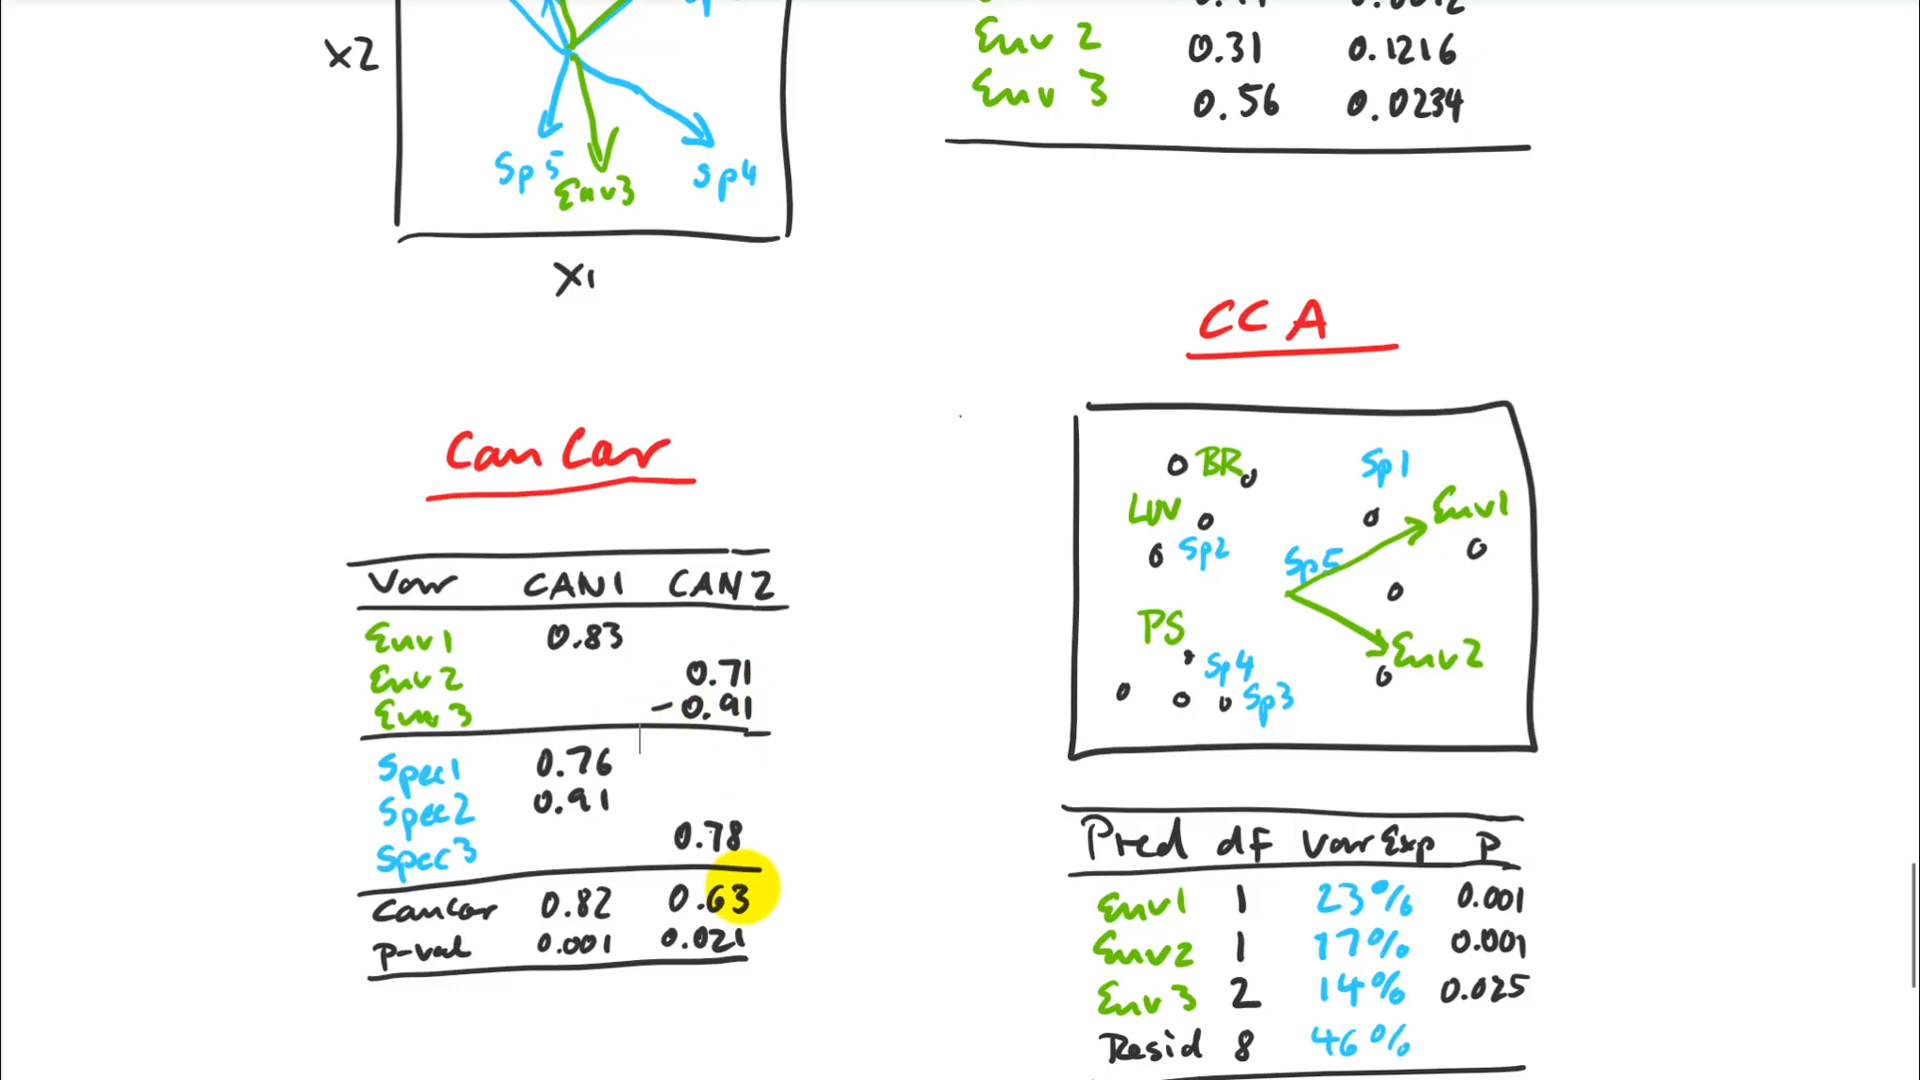 X2
Sp5
Env3
Sp4
X1
Env 2 0.31 0.1216
Env 3 0.56 0.0234
CanCor
Var CAN1 CAN2
Env1 0.83
Env2 0.71
Env3 -0.91
Spec1 0.76
Spec2 0.91
Spec3 0.78
CanCor 0.82 0.63
p-val 0.001 0.021
CCA
BR
Sp1
LUV
Env1
Sp2
Sp5
PS
Env2
Sp4
Sp3
Pred df VarExp P
Env1 1 23% 0.001
Env2 1 17% 0.001
Env3 2 14% 0.025
Resid 8 46%